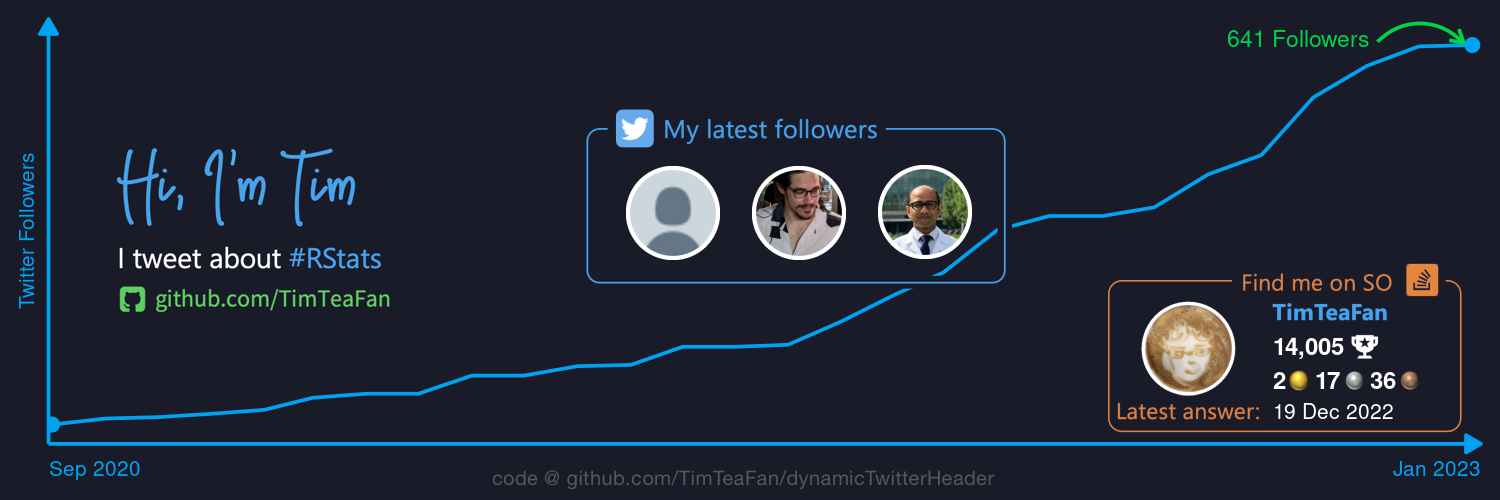 641 Followers
My latest followers
Twitter Followers
Hi, I'm Tim
I tweet about #RStats
github.com/TimTeaFan
Find me on SO
TimTeaFan
14,005
2 17 36
Latest answer: 19 Dec 2022
Sep 2020
Jan 2023
code @ github.com/TimTeaFan/dynamicTwitterHeader